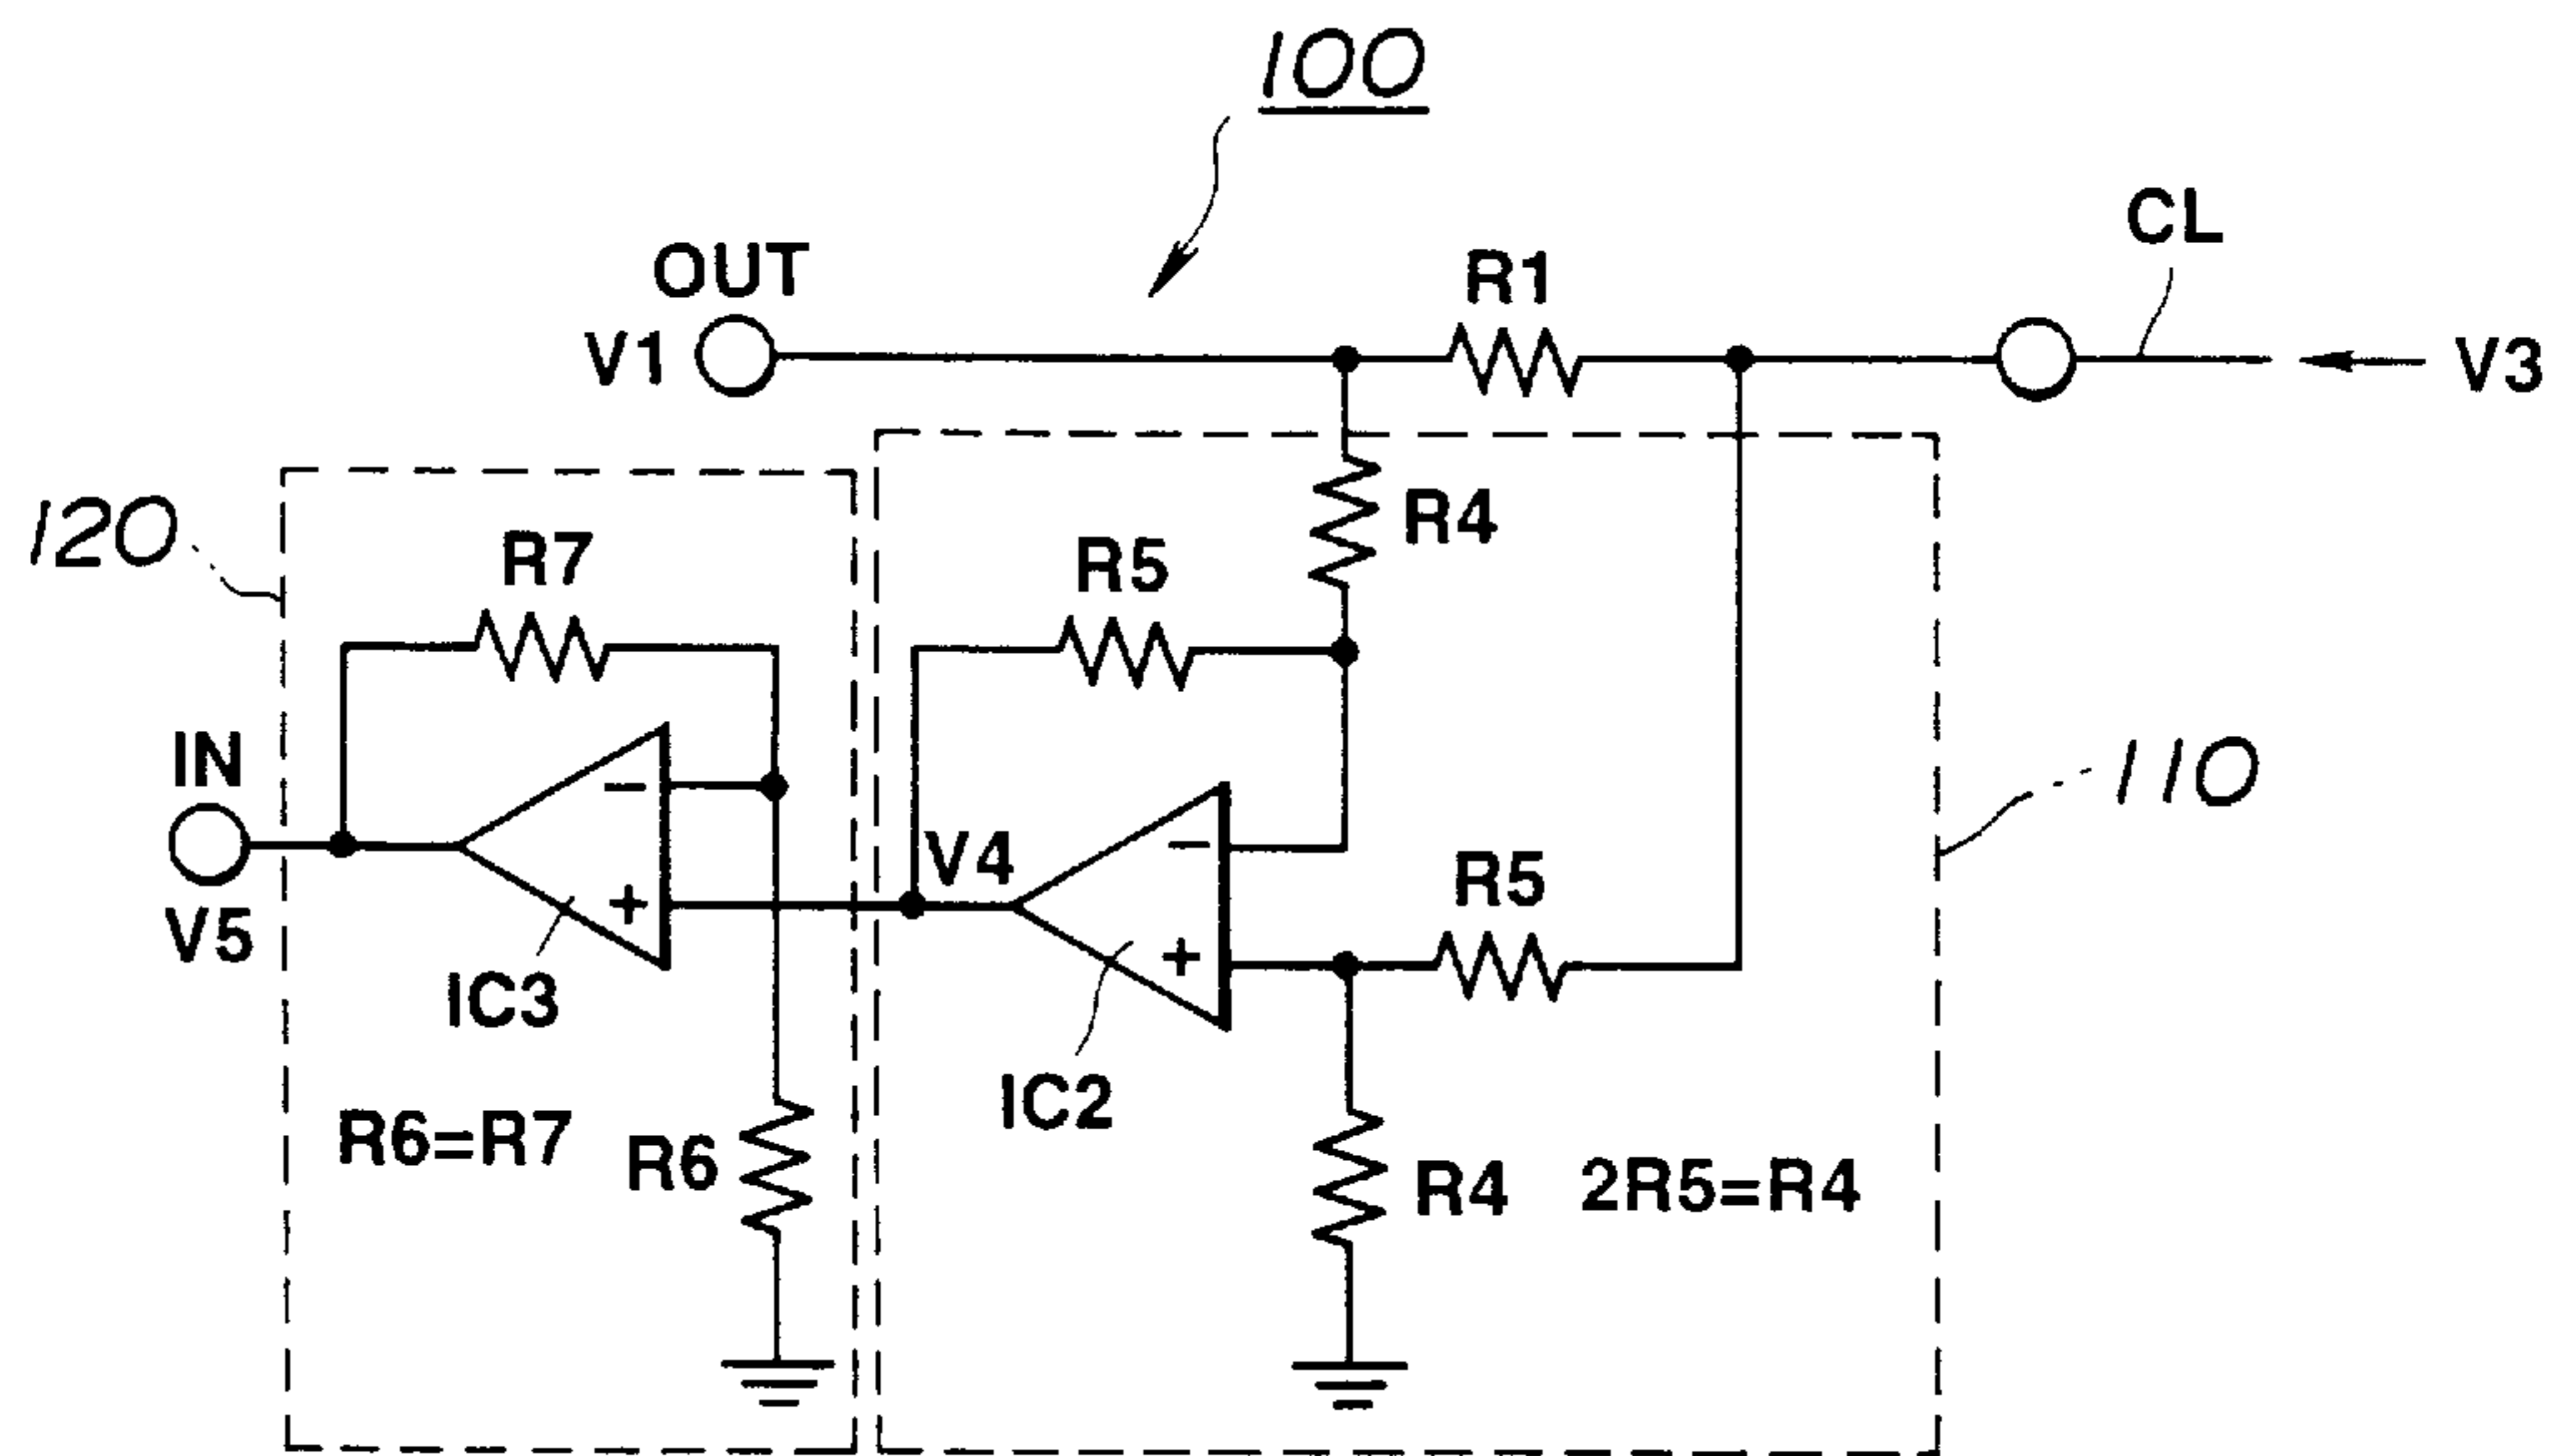 100
CL
OUT
R1
V1
V3
120
R4
R7
R5
IN
110
V4
−
−
R5
V5
+
+
IC3
IC2
R6=R7
R6
R4
2R5=R4